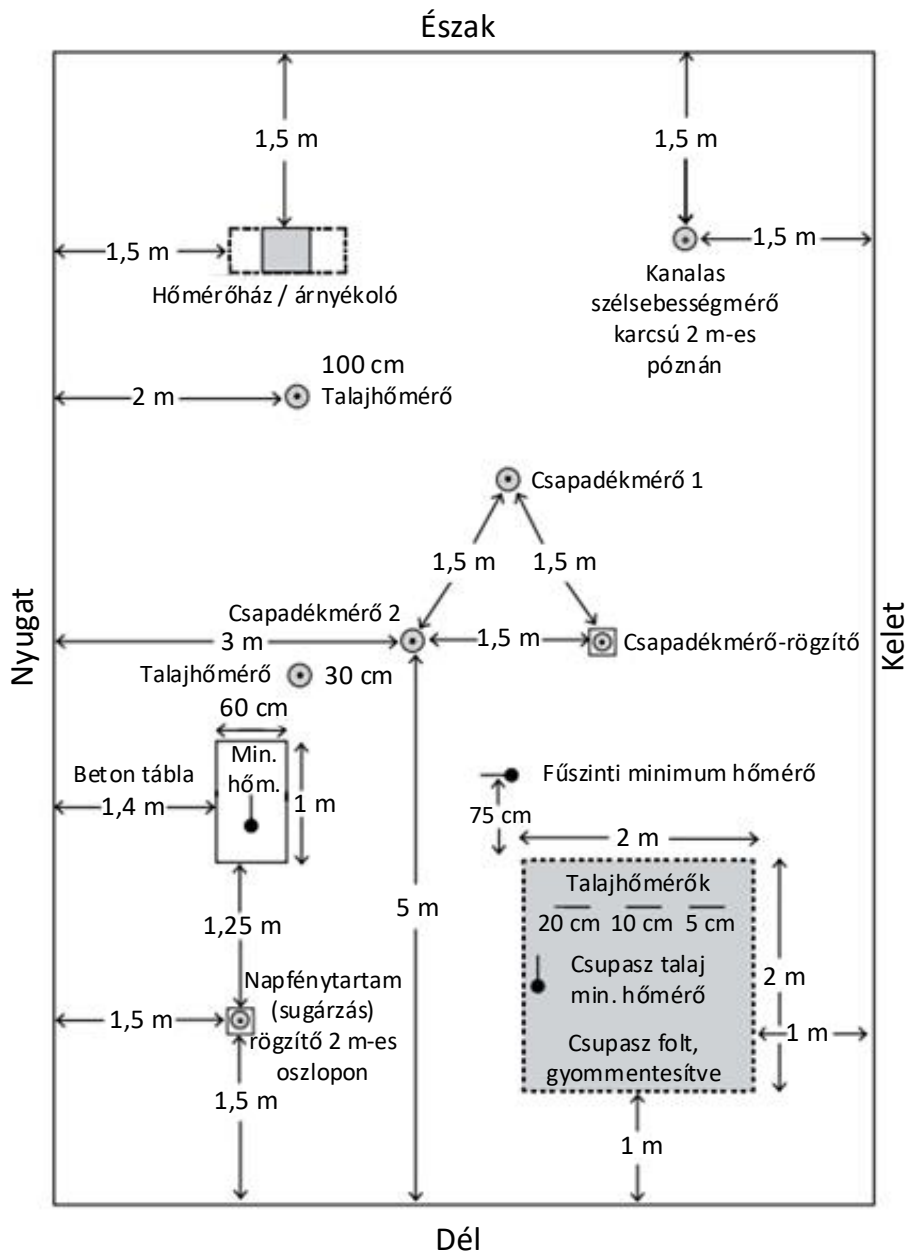 Észak
1,5 m
1,5 m
1,5 m
1,5 m
Hőmérőház / árnyékoló
Kanalas
szélsebességmérő
karcsú 2 m-es
póznán
100 cm
Talajhőmérő
2 m
Csapadékmérő 1
1,5 m
1,5 m
Nyugat
Kelet
Csapadékmérő 2
3 m
1,5 m
Csapadékmérő-rögzítő
Talajhőmérő
30 cm
60 cm
Beton tábla
1,4 m
Min.
hőm.
1 m
Fűszinti minimum hőmérő
75 cm
2 m
5 m
Talajhőmérők
20 cm 10 cm 5 cm
Csupasz talaj
min. hőmérő
Csupasz folt,
gyommentesítve
2 m
1 m
1 m
1,25 m
Napfénytartam
(sugárzás)
rögzítő 2 m-es
oszlopon
1,5 m
1,5 m
Dél